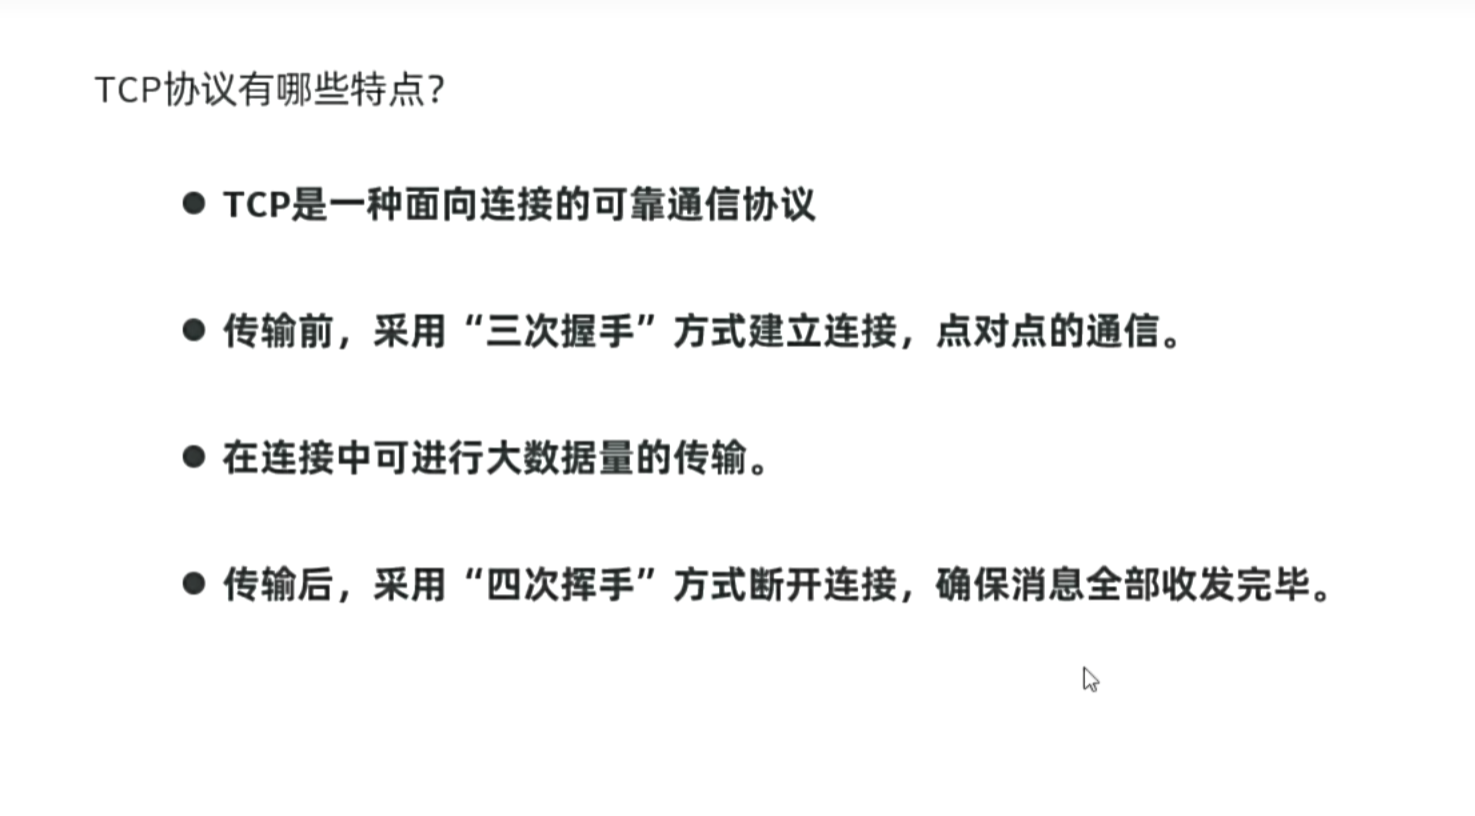 TCP协议有哪些特点？
● TCP是一种面向连接的可靠通信协议
● 传输前，采用“三次握手”方式建立连接，点对点的通信。
● 在连接中可进行大数据量的传输。
● 传输后，采用“四次挥手”方式断开连接，确保消息全部收发完毕。